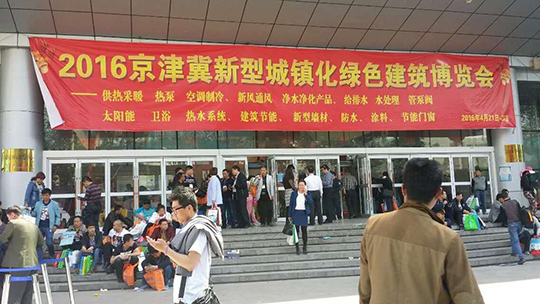 2016京津冀新型城镇化绿色建筑博览会
——供热采暖 热泵 空调制冷、新风通风 净水净化产品、给排水 水处理 管泵阀
太阳能 卫浴 热水系统、建筑节能、新型墙材、防水、涂料、节能门窗